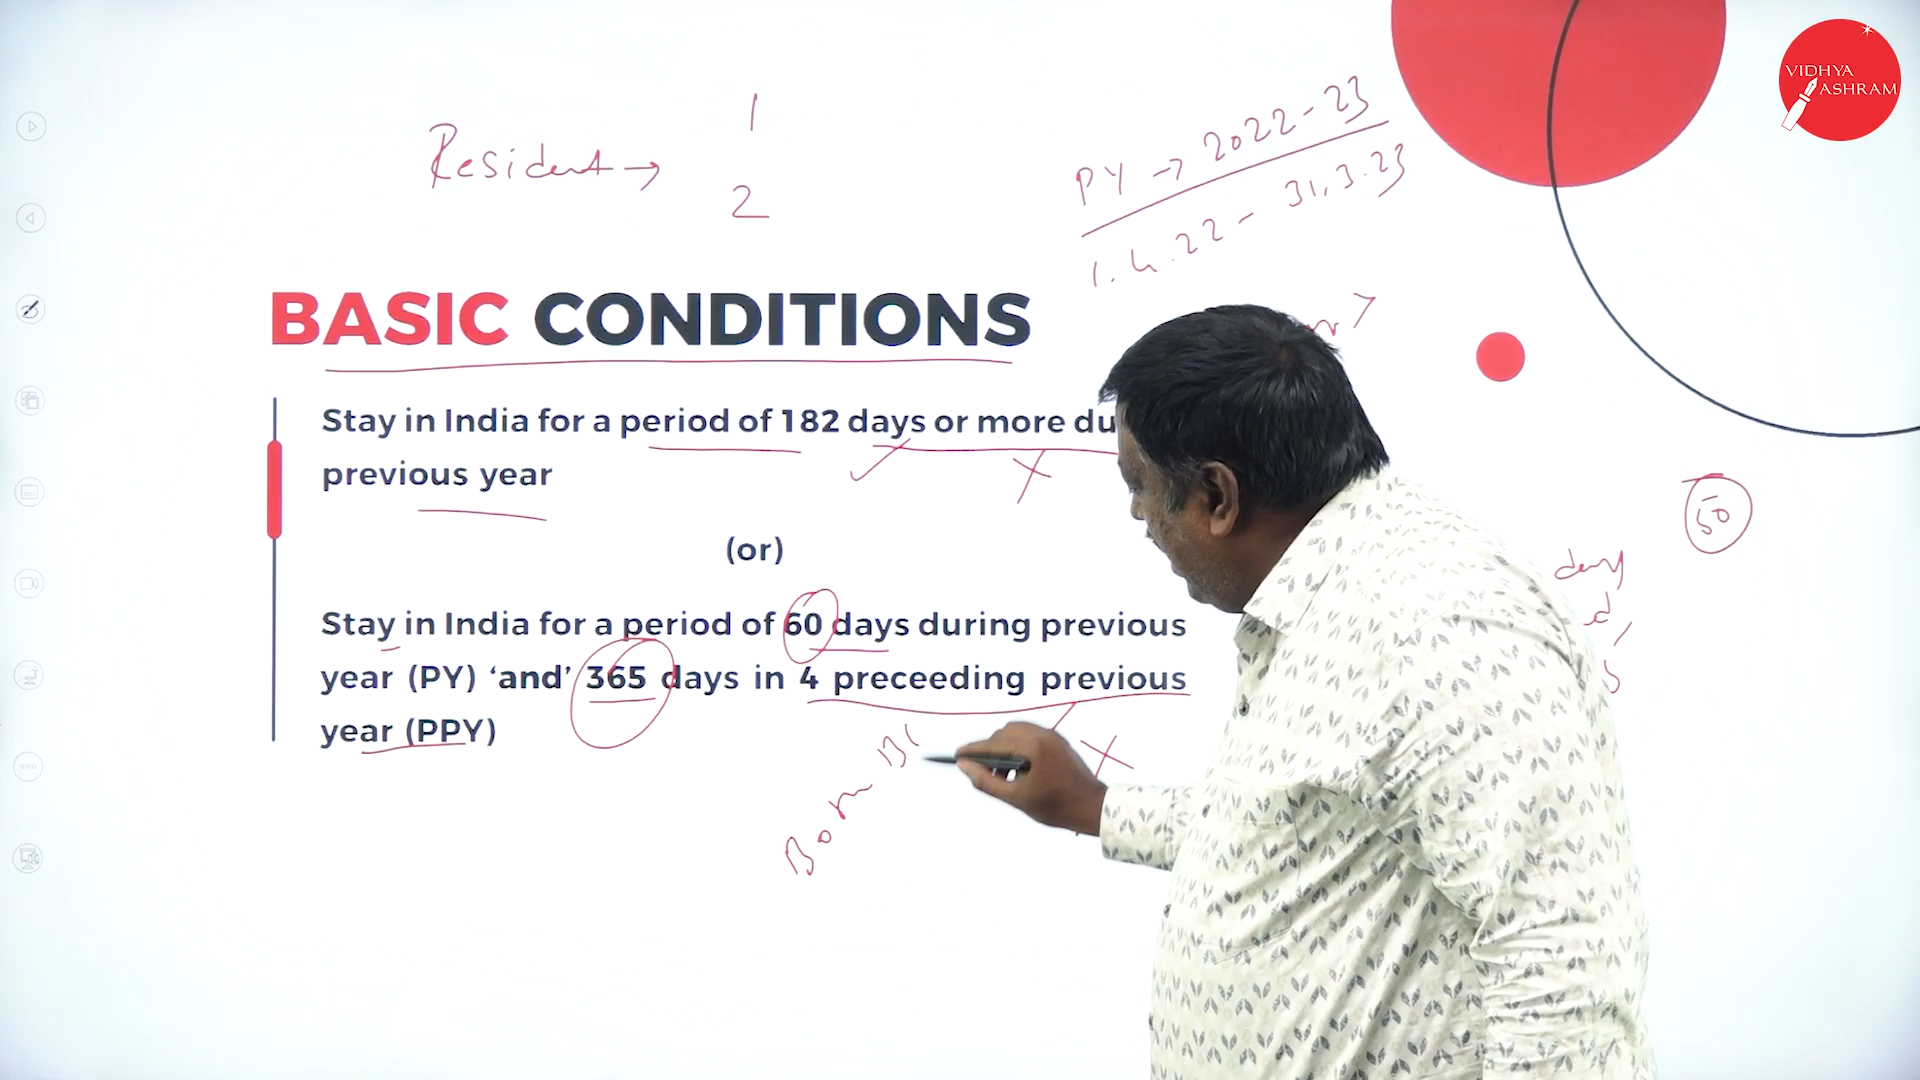 VIDHYA
ASHRAM
Resident →
1
2
PY → 2022-23
1.4.22 - 31.3.23
BASIC CONDITIONS
Stay in India for a period of 182 days or more du
previous year
(or)
Stay in India for a period of 60 days during previous
year (PY) ‘and’ 365 days in 4 preceeding previous
year (PPY)
50
days
Born